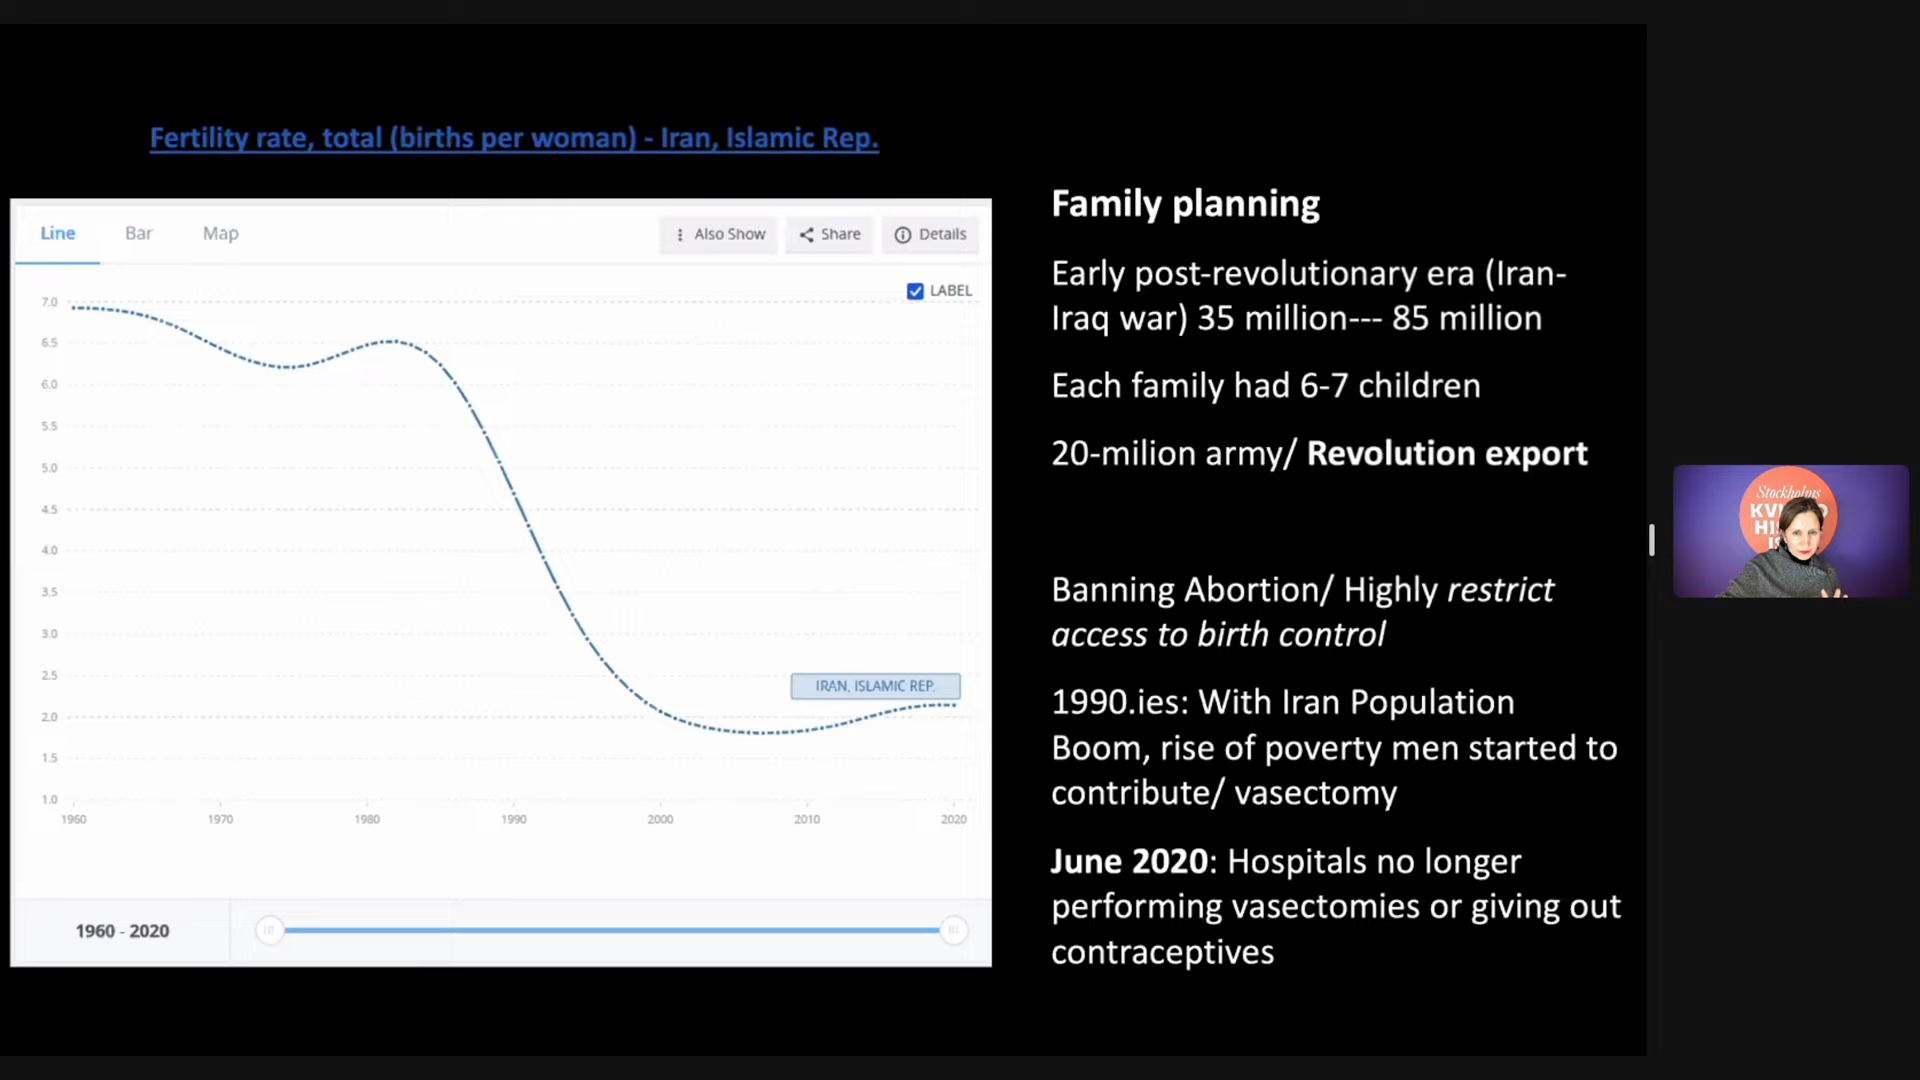 Fertility rate, total (births per woman) - Iran, Islamic Rep.
Line Bar Map
Also Show Share Details
LABEL
7.0
6.5
6.0
5.5
5.0
4.5
4.0
3.5
3.0
2.5
2.0
1.5
1.0
IRAN, ISLAMIC REP.
1960 1970 1980 1990 2000 2010 2020
1960 - 2020
Family planning
Early post-revolutionary era (Iran-
Iraq war) 35 million--- 85 million
Each family had 6-7 children
20-milion army/ Revolution export
Banning Abortion/ Highly restrict
access to birth control
1990.ies: With Iran Population
Boom, rise of poverty men started to
contribute/ vasectomy
June 2020: Hospitals no longer
performing vasectomies or giving out
contraceptives
Stockholms